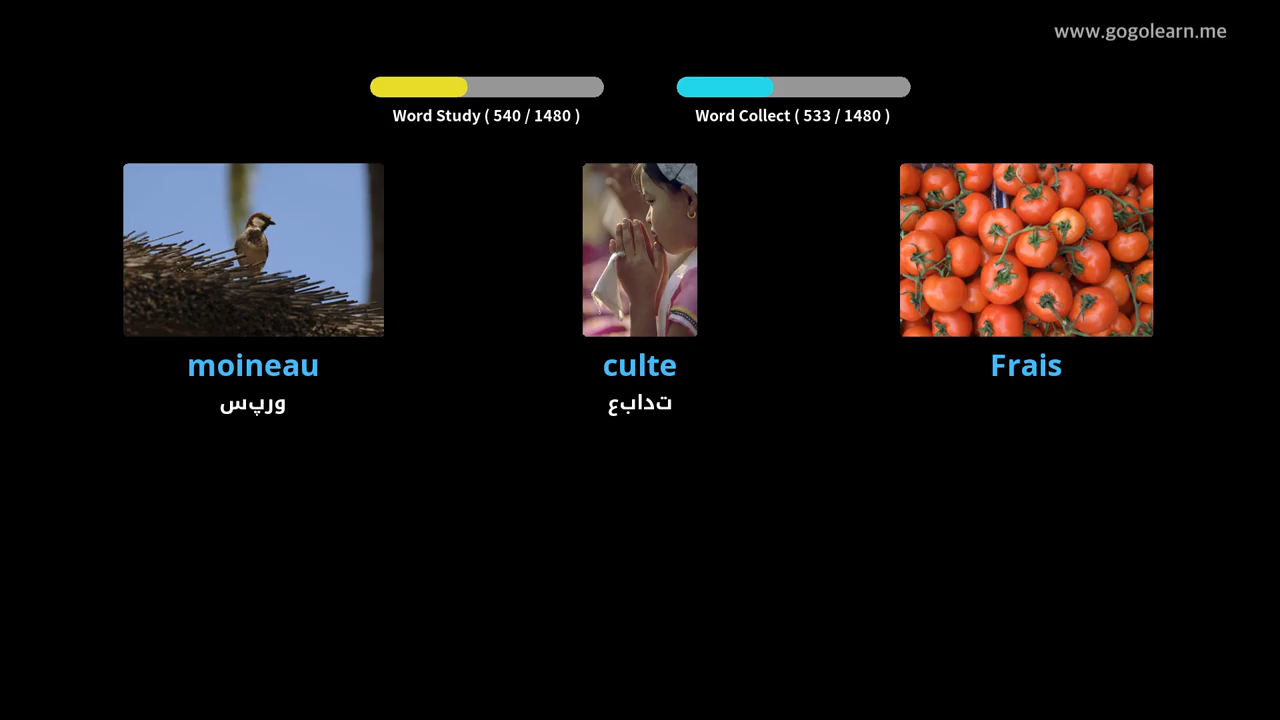 www.gogolearn.me
Word Study ( 540 / 1480 )
Word Collect ( 533 / 1480 )
moineau
ورپس
culte
تدابع
Frais